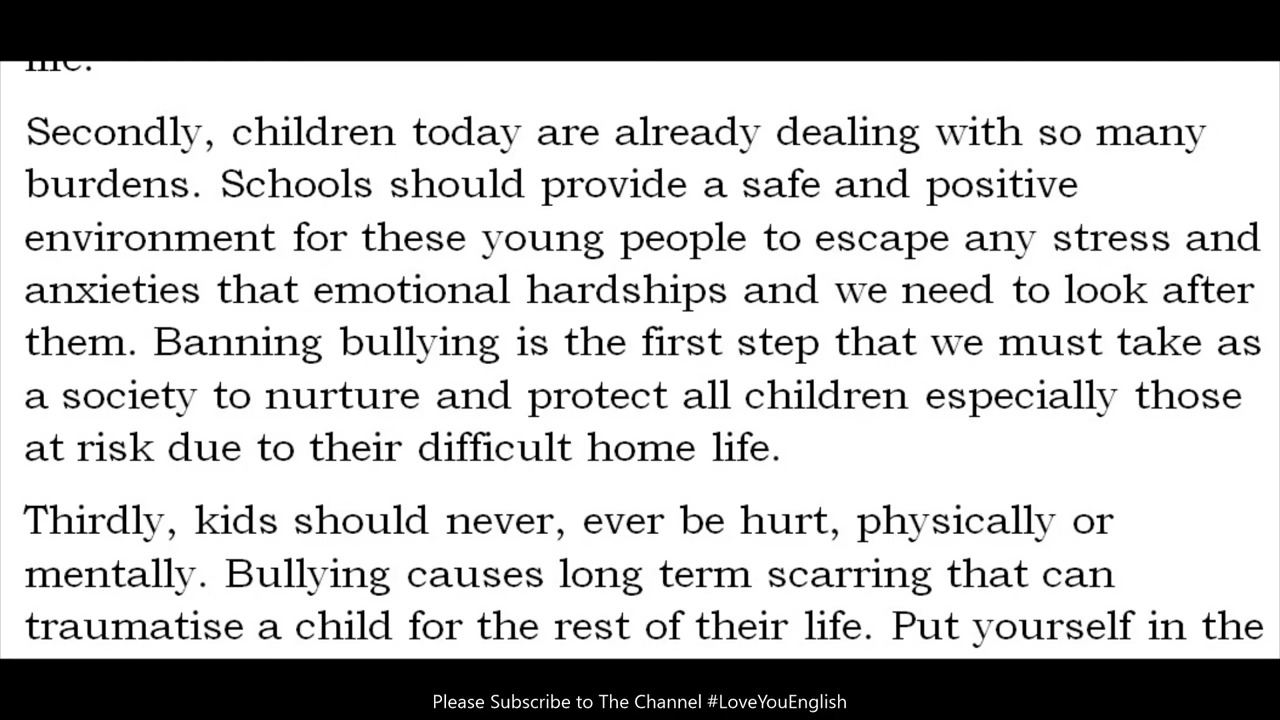 Secondly, children today are already dealing with so many
burdens. Schools should provide a safe and positive
environment for these young people to escape any stress and
anxieties that emotional hardships and we need to look after
them. Banning bullying is the first step that we must take as
a society to nurture and protect all children especially those
at risk due to their difficult home life.
Thirdly, kids should never, ever be hurt, physically or
mentally. Bullying causes long term scarring that can
traumatise a child for the rest of their life. Put yourself in the
Please Subscribe to The Channel #LoveYouEnglish